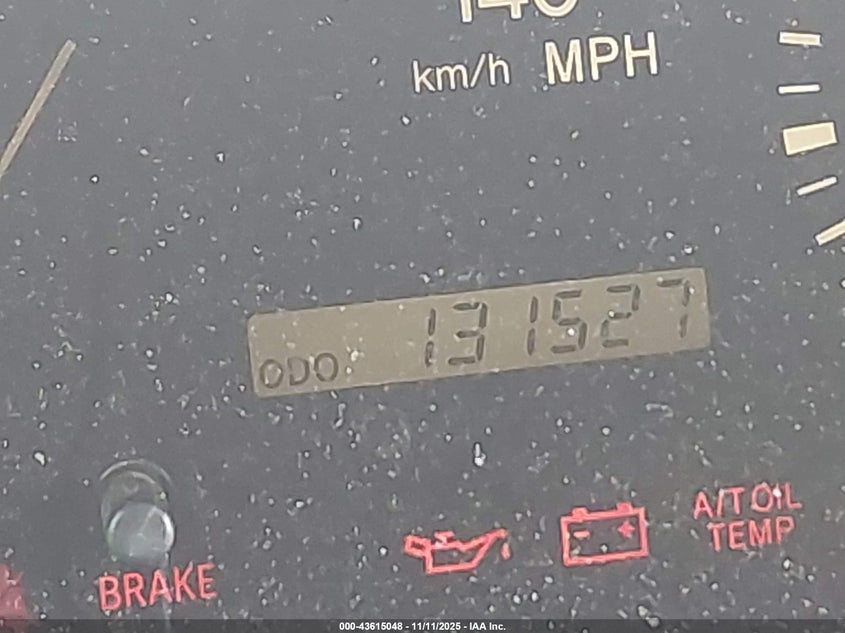 140
km/h MPH
ODO 131527
A/T OIL
TEMP
BRAKE
000-43615048 - 11/11/2025 - IAA Inc.